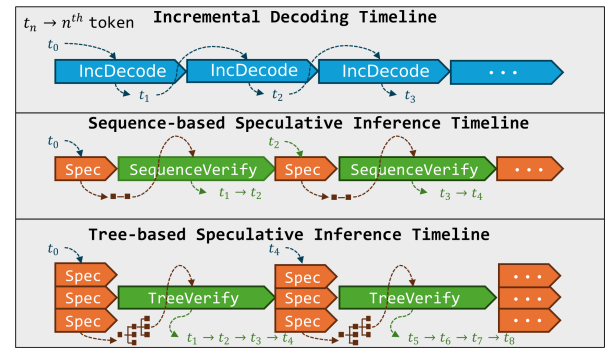 Incremental Decoding Timeline
tₙ → nᵗʰ token
t₀
IncDecode IncDecode IncDecode ...
t₁ t₂ t₃
Sequence-based Speculative Inference Timeline
t₀ t₂
Spec SequenceVerify Spec SequenceVerify ...
t₁ → t₂ t₃ → t₄
Tree-based Speculative Inference Timeline
t₀ t₄
Spec Spec ...
Spec TreeVerify Spec TreeVerify ...
Spec Spec ...
t₁ → t₂ → t₃ → t₄ t₅ → t₆ → t₇ → t₈